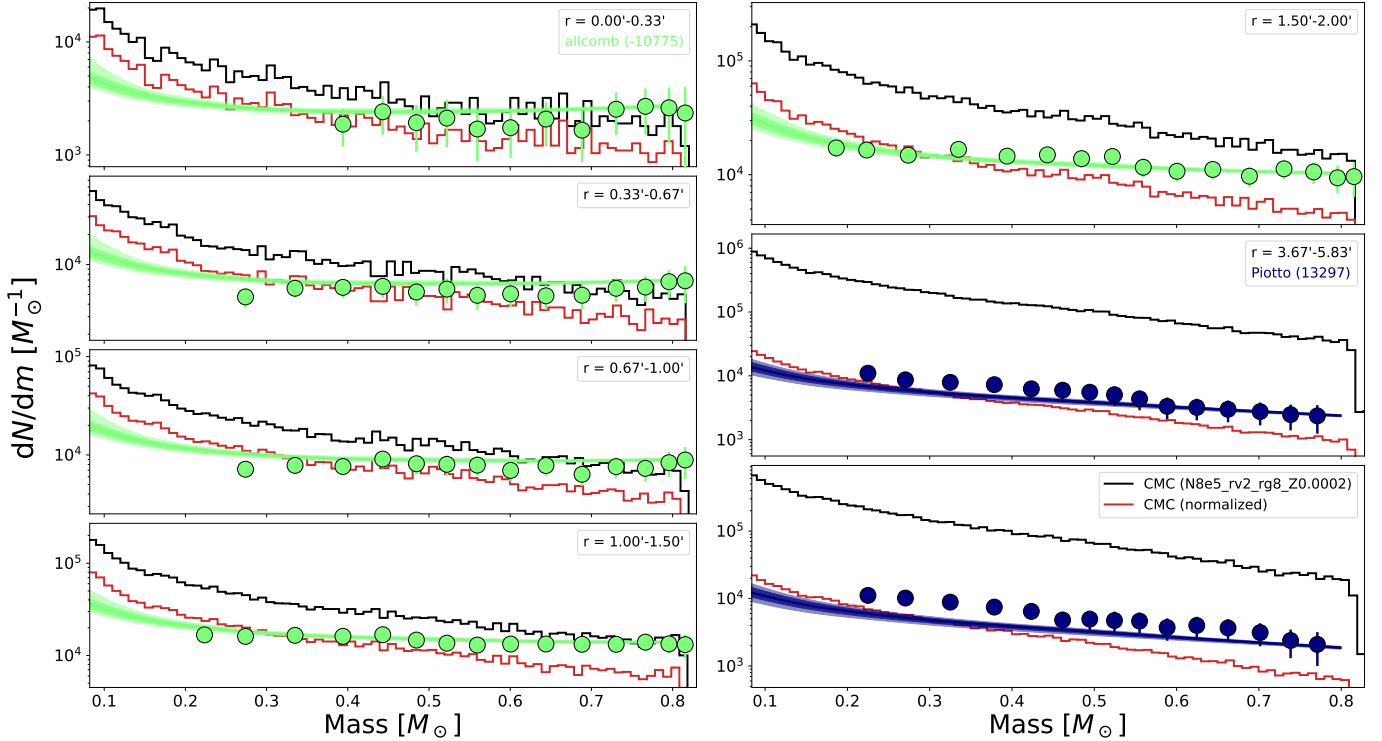 dN/dm [M⊙⁻¹]
10⁴
10³
r = 0.00'-0.33'
allcomb (-10775)
10⁴
r = 0.33'-0.67'
10⁵
10⁴
r = 0.67'-1.00'
10⁵
10⁴
r = 1.00'-1.50'
0.1 0.2 0.3 0.4 0.5 0.6 0.7 0.8
Mass [M⊙]
10⁵
10⁴
r = 1.50'-2.00'
10⁶
10⁵
10⁴
10³
r = 3.67'-5.83'
Piotto (13297)
10⁵
10⁴
10³
CMC (N8e5_rv2_rg8_Z0.0002)
CMC (normalized)
0.1 0.2 0.3 0.4 0.5 0.6 0.7 0.8
Mass [M⊙]